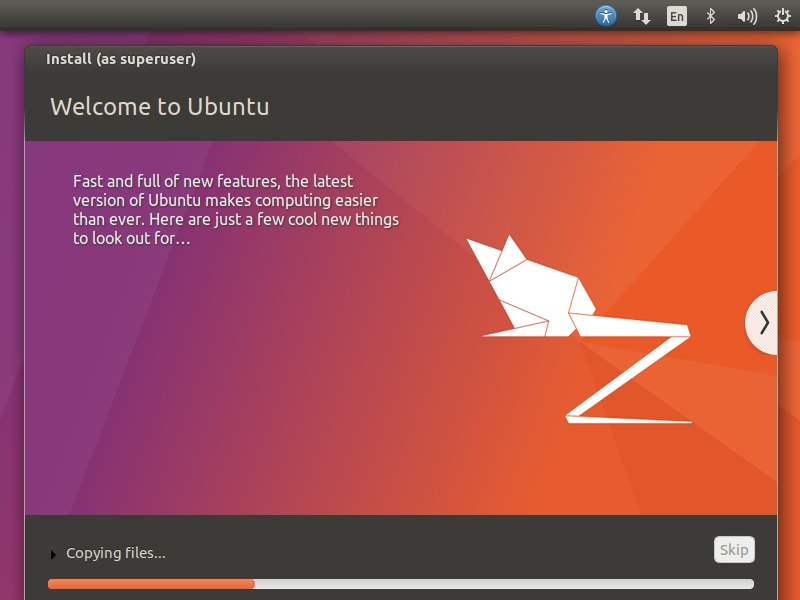 En
Install (as superuser)
Welcome to Ubuntu
Fast and full of new features, the latest
version of Ubuntu makes computing easier
than ever. Here are just a few cool new things
to look out for…
Copying files...
Skip